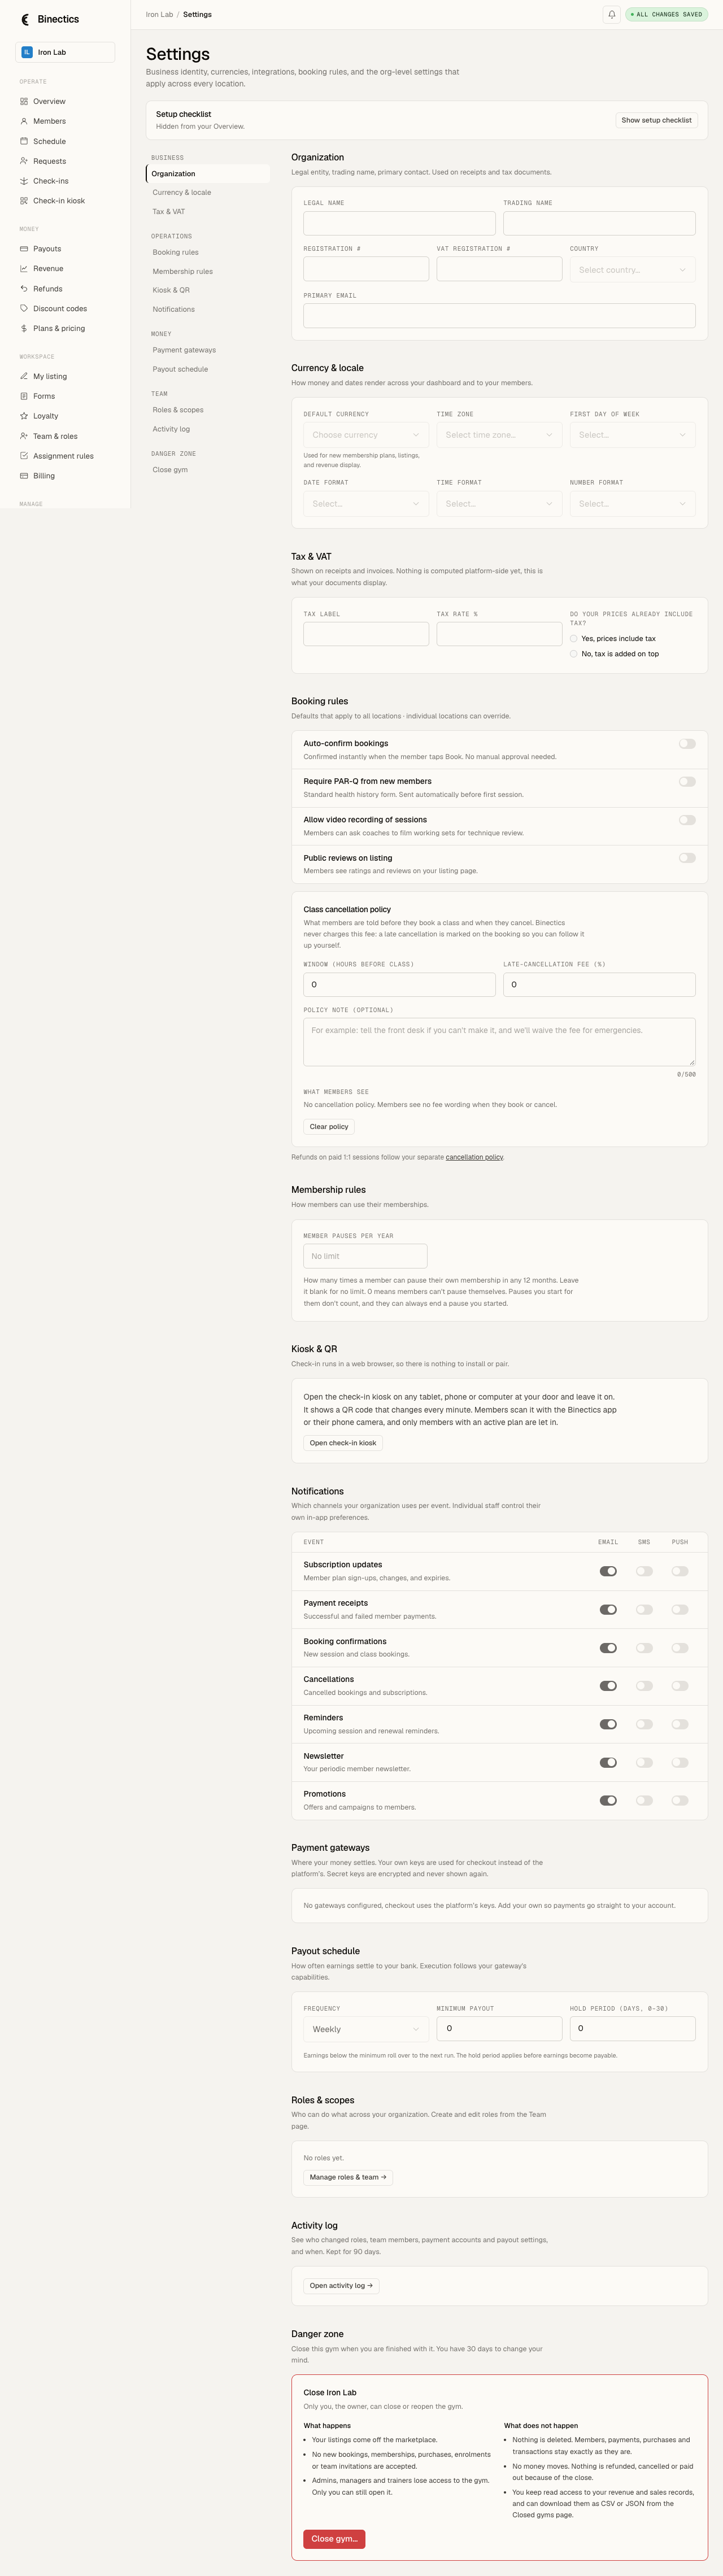 Binectics
IL Iron Lab
OPERATE
Overview
Members
Schedule
Requests
Check-ins
Check-in kiosk
MONEY
Payouts
Revenue
Refunds
Discount codes
Plans & pricing
WORKSPACE
My listing
Forms
Loyalty
Team & roles
Assignment rules
Billing
MANAGE
Iron Lab / Settings
ALL CHANGES SAVED
Settings
Business identity, currencies, integrations, booking rules, and the org-level settings that
apply across every location.
Setup checklist
Hidden from your Overview.
Show setup checklist
BUSINESS
Organization
Currency & locale
Tax & VAT
OPERATIONS
Booking rules
Membership rules
Kiosk & QR
Notifications
MONEY
Payment gateways
Payout schedule
TEAM
Roles & scopes
Activity log
DANGER ZONE
Close gym
Organization
Legal entity, trading name, primary contact. Used on receipts and tax documents.
LEGAL NAME
TRADING NAME
REGISTRATION #
VAT REGISTRATION #
COUNTRY
Select country...
PRIMARY EMAIL
Currency & locale
How money and dates render across your dashboard and to your members.
DEFAULT CURRENCY
TIME ZONE
FIRST DAY OF WEEK
Choose currency
Select time zone...
Select...
Used for new membership plans, listings,
and revenue display.
DATE FORMAT
TIME FORMAT
NUMBER FORMAT
Select...
Select...
Select...
Tax & VAT
Shown on receipts and invoices. Nothing is computed platform-side yet, this is
what your documents display.
TAX LABEL
TAX RATE %
DO YOUR PRICES ALREADY INCLUDE
TAX?
Yes, prices include tax
No, tax is added on top
Booking rules
Defaults that apply to all locations · individual locations can override.
Auto-confirm bookings
Confirmed instantly when the member taps Book. No manual approval needed.
Require PAR-Q from new members
Standard health history form. Sent automatically before first session.
Allow video recording of sessions
Members can ask coaches to film working sets for technique review.
Public reviews on listing
Members see ratings and reviews on your listing page.
Class cancellation policy
What members are told before they book a class and when they cancel. Binectics
never charges this fee: a late cancellation is marked on the booking so you can follow it
up yourself.
WINDOW (HOURS BEFORE CLASS)
LATE-CANCELLATION FEE (%)
0
0
POLICY NOTE (OPTIONAL)
For example: tell the front desk if you can't make it, and we'll waive the fee for emergencies.
0/500
WHAT MEMBERS SEE
No cancellation policy. Members see no fee wording when they book or cancel.
Clear policy
Refunds on paid 1:1 sessions follow your separate cancellation policy.
Membership rules
How members can use their memberships.
MEMBER PAUSES PER YEAR
No limit
How many times a member can pause their own membership in any 12 months. Leave
it blank for no limit. 0 means members can't pause themselves. Pauses you start for
them don't count, and they can always end a pause you started.
Kiosk & QR
Check-in runs in a web browser, so there is nothing to install or pair.
Open the check-in kiosk on any tablet, phone or computer at your door and leave it on.
It shows a QR code that changes every minute. Members scan it with the Binectics app
or their phone camera, and only members with an active plan are let in.
Open check-in kiosk
Notifications
Which channels your organization uses per event. Individual staff control their
own in-app preferences.
EVENT
EMAIL
SMS
PUSH
Subscription updates
Member plan sign-ups, changes, and expiries.
Payment receipts
Successful and failed member payments.
Booking confirmations
New session and class bookings.
Cancellations
Cancelled bookings and subscriptions.
Reminders
Upcoming session and renewal reminders.
Newsletter
Your periodic member newsletter.
Promotions
Offers and campaigns to members.
Payment gateways
Where your money settles. Your own keys are used for checkout instead of the
platform's. Secret keys are encrypted and never shown again.
No gateways configured, checkout uses the platform's keys. Add your own so payments go straight to your account.
Payout schedule
How often earnings settle to your bank. Execution follows your gateway's
capabilities.
FREQUENCY
MINIMUM PAYOUT
HOLD PERIOD (DAYS, 0–30)
Weekly
0
0
Earnings below the minimum roll over to the next run. The hold period applies before earnings become payable.
Roles & scopes
Who can do what across your organization. Create and edit roles from the Team
page.
No roles yet.
Manage roles & team →
Activity log
See who changed roles, team members, payment accounts and payout settings,
and when. Kept for 90 days.
Open activity log →
Danger zone
Close this gym when you are finished with it. You have 30 days to change your
mind.
Close Iron Lab
Only you, the owner, can close or reopen the gym.
What happens
• Your listings come off the marketplace.
• No new bookings, memberships, purchases, enrolments
or team invitations are accepted.
• Admins, managers and trainers lose access to the gym.
Only you can still open it.
What does not happen
• Nothing is deleted. Members, payments, purchases and
transactions stay exactly as they are.
• No money moves. Nothing is refunded, cancelled or paid
out because of the close.
• You keep read access to your revenue and sales records,
and can download them as CSV or JSON from the
Closed gyms page.
Close gym...